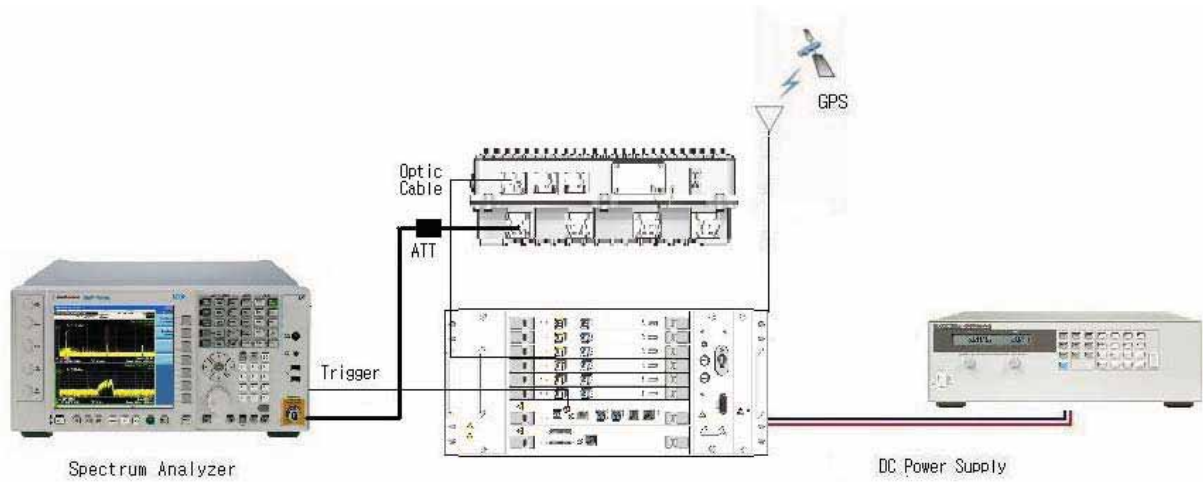 GPS
Optic
Cable
ATT
Trigger
Spectrum Analyzer
DC Power Supply